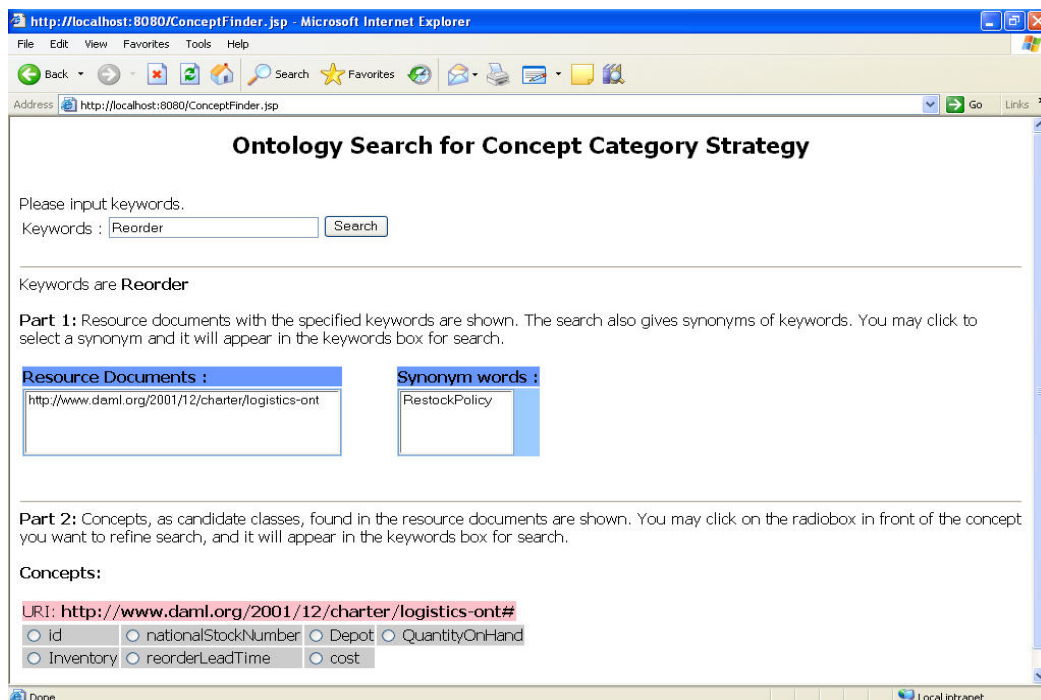 http://localhost:8080/ConceptFinder.jsp - Microsoft Internet Explorer
File Edit View Favorites Tools Help
Back Search Favorites
Address http://localhost:8080/ConceptFinder.jsp Go Links
Ontology Search for Concept Category Strategy
Please input keywords.
Keywords : Reorder Search
Keywords are Reorder
Part 1: Resource documents with the specified keywords are shown. The search also gives synonyms of keywords. You may click to
select a synonym and it will appear in the keywords box for search.
Resource Documents : Synonym words :
http://www.daml.org/2001/12/charter/logistics-ont RestockPolicy
Part 2: Concepts, as candidate classes, found in the resource documents are shown. You may click on the radiobox in front of the concept
you want to refine search, and it will appear in the keywords box for search.
Concepts:
URI: http://www.daml.org/2001/12/charter/logistics-ont#
id nationalStockNumber Depot QuantityOnHand
Inventory reorderLeadTime cost
Done Local intranet